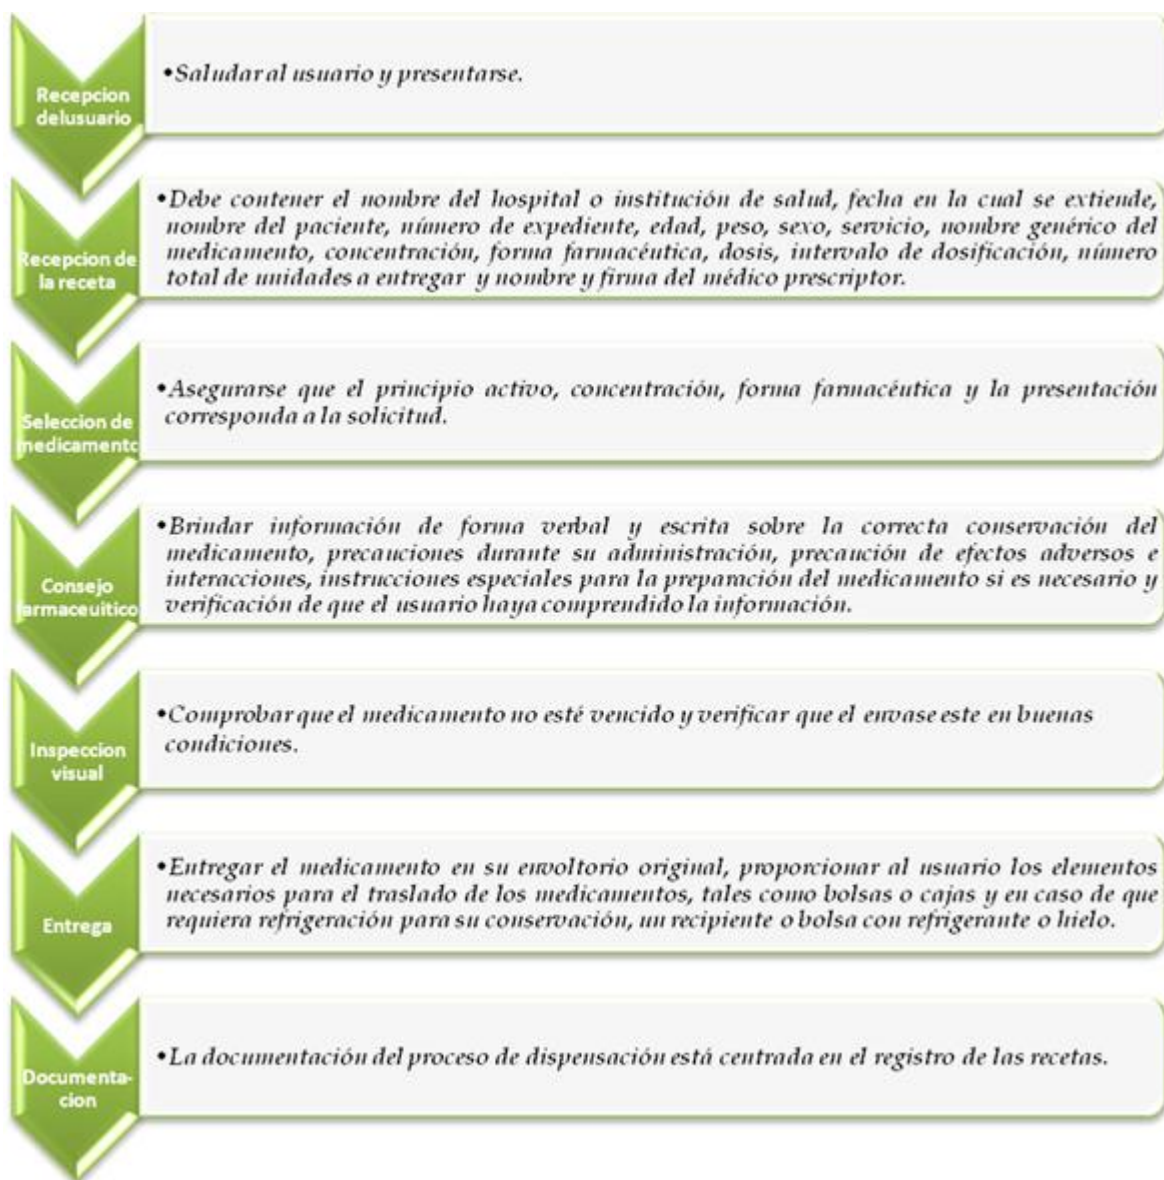 Recepcion
delusuario
•Saludar al usuario y presentarse.
Recepcion de
la receta
•Debe contener el nombre del hospital o institución de salud, fecha en la cual se extiende,
nombre del paciente, número de expediente, edad, peso, sexo, servicio, nombre genérico del
medicamento, concentración, forma farmacéutica, dosis, intervalo de dosificación, número
total de unidades a entregar y nombre y firma del médico prescriptor.
Seleccion de
medicamento
•Asegurarse que el principio activo, concentración, forma farmacéutica y la presentación
corresponda a la solicitud.
Consejo
farmaceuitico
•Brindar información de forma verbal y escrita sobre la correcta conservación del
medicamento, precauciones durante su administración, precaución de efectos adversos e
interacciones, instrucciones especiales para la preparación del medicamento si es necesario y
verificación de que el usuario haya comprendido la información.
Inspeccion
visual
•Comprobar que el medicamento no esté vencido y verificar que el envase este en buenas
condiciones.
Entrega
•Entregar el medicamento en su envoltorio original, proporcionar al usuario los elementos
necesarios para el traslado de los medicamentos, tales como bolsas o cajas y en caso de que
requiera refrigeración para su conservación, un recipiente o bolsa con refrigerante o hielo.
Documenta-
cion
•La documentación del proceso de dispensación está centrada en el registro de las recetas.